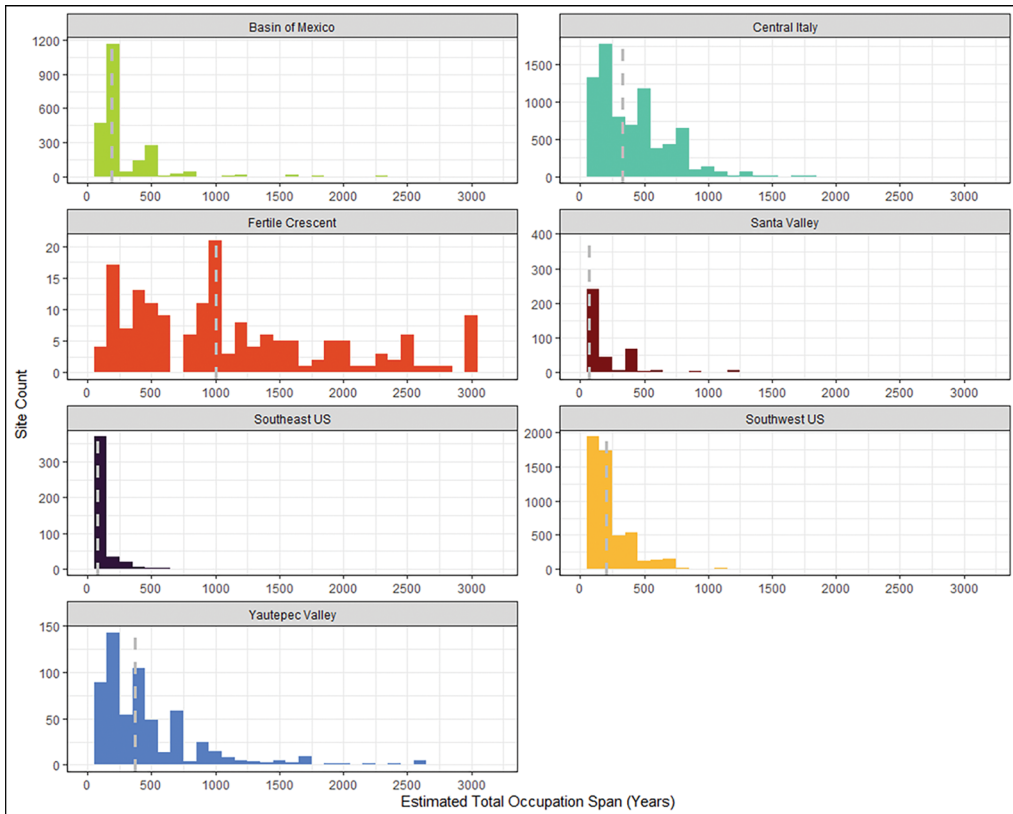 Basin of Mexico
1200
900
600
300
0
0 500 1000 1500 2000 2500 3000
Central Italy
1500
1000
500
0
0 500 1000 1500 2000 2500 3000
Fertile Crescent
20
15
10
5
0
0 500 1000 1500 2000 2500 3000
Santa Valley
400
300
200
100
0
0 500 1000 1500 2000 2500 3000
Site Count
Southeast US
300
200
100
0
0 500 1000 1500 2000 2500 3000
Southwest US
2000
1500
1000
500
0
0 500 1000 1500 2000 2500 3000
Yautepec Valley
150
100
50
0
0 500 1000 1500 2000 2500 3000
Estimated Total Occupation Span (Years)